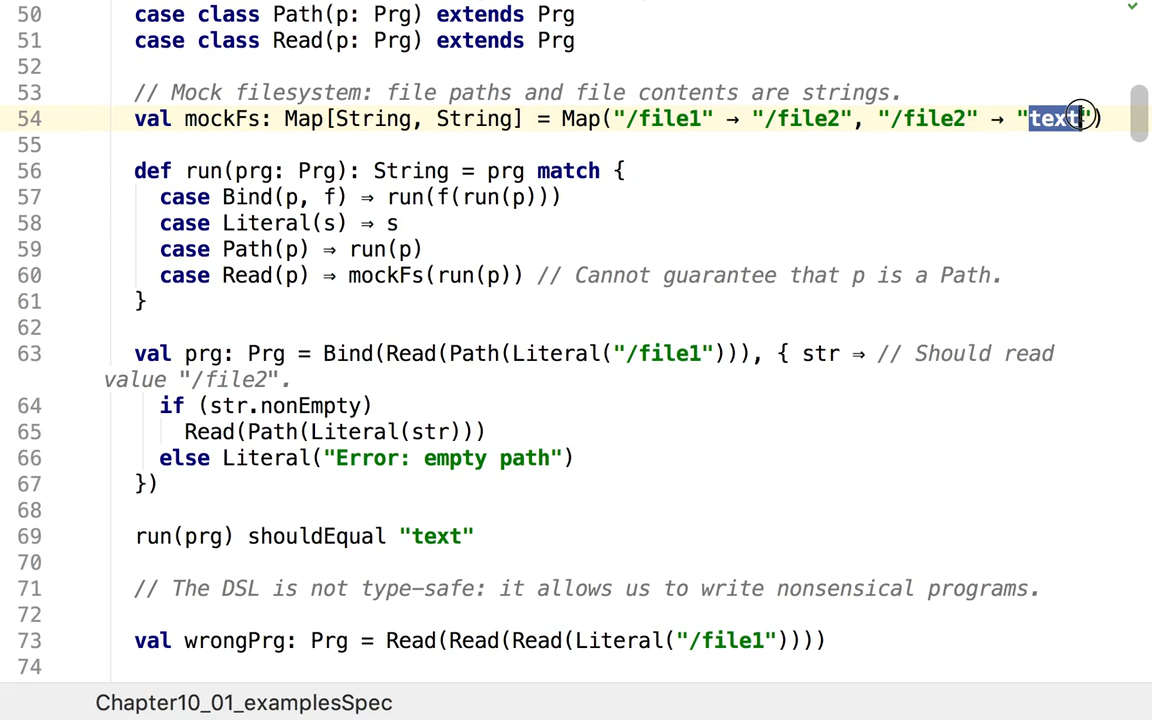 50 case class Path(p: Prg) extends Prg
51 case class Read(p: Prg) extends Prg
52
53 // Mock filesystem: file paths and file contents are strings.
54 val mockFs: Map[String, String] = Map("/file1" → "/file2", "/file2" → "text")
55
56 def run(prg: Prg): String = prg match {
57 case Bind(p, f) ⇒ run(f(run(p)))
58 case Literal(s) ⇒ s
59 case Path(p) ⇒ run(p)
60 case Read(p) ⇒ mockFs(run(p)) // Cannot guarantee that p is a Path.
61 }
62
63 val prg: Prg = Bind(Read(Path(Literal("/file1"))), { str ⇒ // Should read
value "/file2".
64 if (str.nonEmpty)
65 Read(Path(Literal(str)))
66 else Literal("Error: empty path")
67 })
68
69 run(prg) shouldEqual "text"
70
71 // The DSL is not type-safe: it allows us to write nonsensical programs.
72
73 val wrongPrg: Prg = Read(Read(Read(Literal("/file1"))))
74
Chapter10_01_examplesSpec